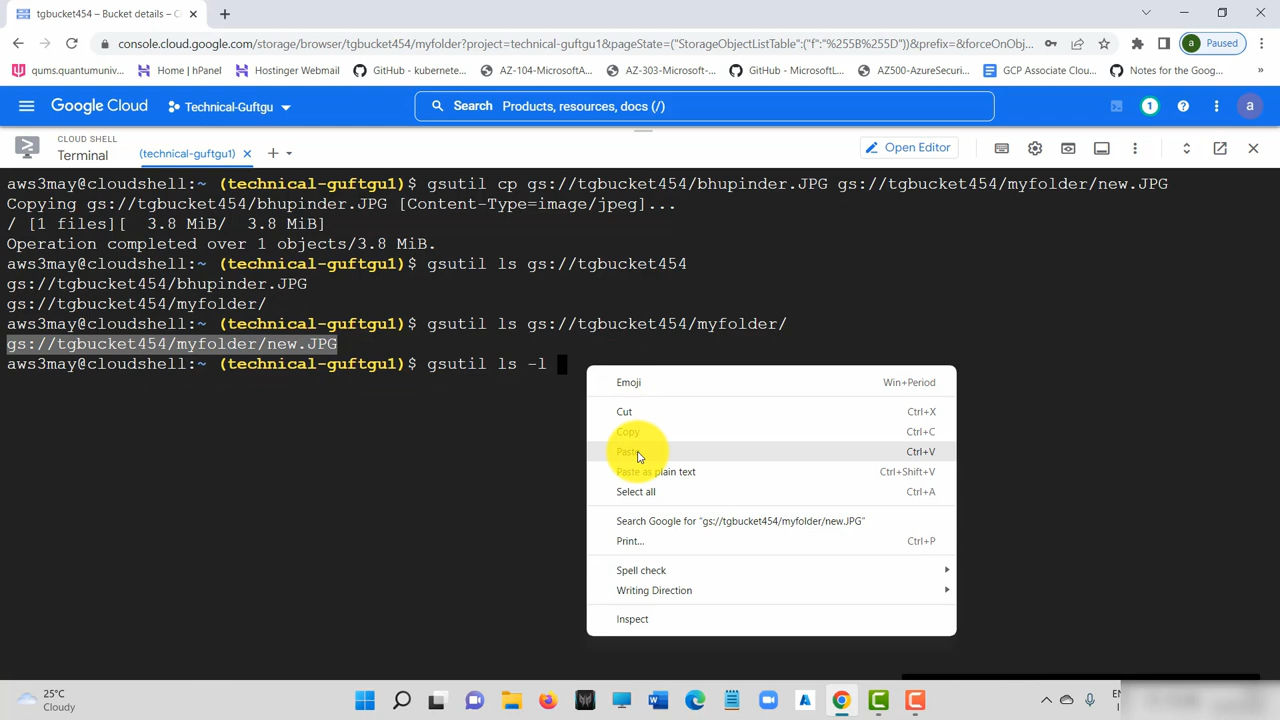 tgbucket454 – Bucket details – C
console.cloud.google.com/storage/browser/tgbucket454/myfolder?project=technical-guftgu1&pageState=("StorageObjectListTable":("f":"%255B%255D"))&prefix=&forceOnObj...
a Paused
qums.quantumuniv...
Home | hPanel
Hostinger Webmail
GitHub - kubernete...
AZ-104-MicrosoftA...
AZ-303-Microsoft-...
GitHub - MicrosoftL...
AZ500-AzureSecuri...
GCP Associate Clou...
Notes for the Goog...
»
Google Cloud
Technical-Guftgu
Search Products, resources, docs (/)
1
a
CLOUD SHELL
Terminal
(technical-guftgu1)
Open Editor
aws3may@cloudshell:~ (technical-guftgu1)$ gsutil cp gs://tgbucket454/bhupinder.JPG gs://tgbucket454/myfolder/new.JPG
Copying gs://tgbucket454/bhupinder.JPG [Content-Type=image/jpeg]...
/ [1 files][  3.8 MiB/  3.8 MiB]
Operation completed over 1 objects/3.8 MiB.
aws3may@cloudshell:~ (technical-guftgu1)$ gsutil ls gs://tgbucket454
gs://tgbucket454/bhupinder.JPG
gs://tgbucket454/myfolder/
aws3may@cloudshell:~ (technical-guftgu1)$ gsutil ls gs://tgbucket454/myfolder/
gs://tgbucket454/myfolder/new.JPG
aws3may@cloudshell:~ (technical-guftgu1)$ gsutil ls -l
Emoji Win+Period
Cut Ctrl+X
Copy Ctrl+C
Paste Ctrl+V
Paste as plain text Ctrl+Shift+V
Select all Ctrl+A
Search Google for "gs://tgbucket454/myfolder/new.JPG"
Print... Ctrl+P
Spell check
Writing Direction
Inspect
25°C
Cloudy